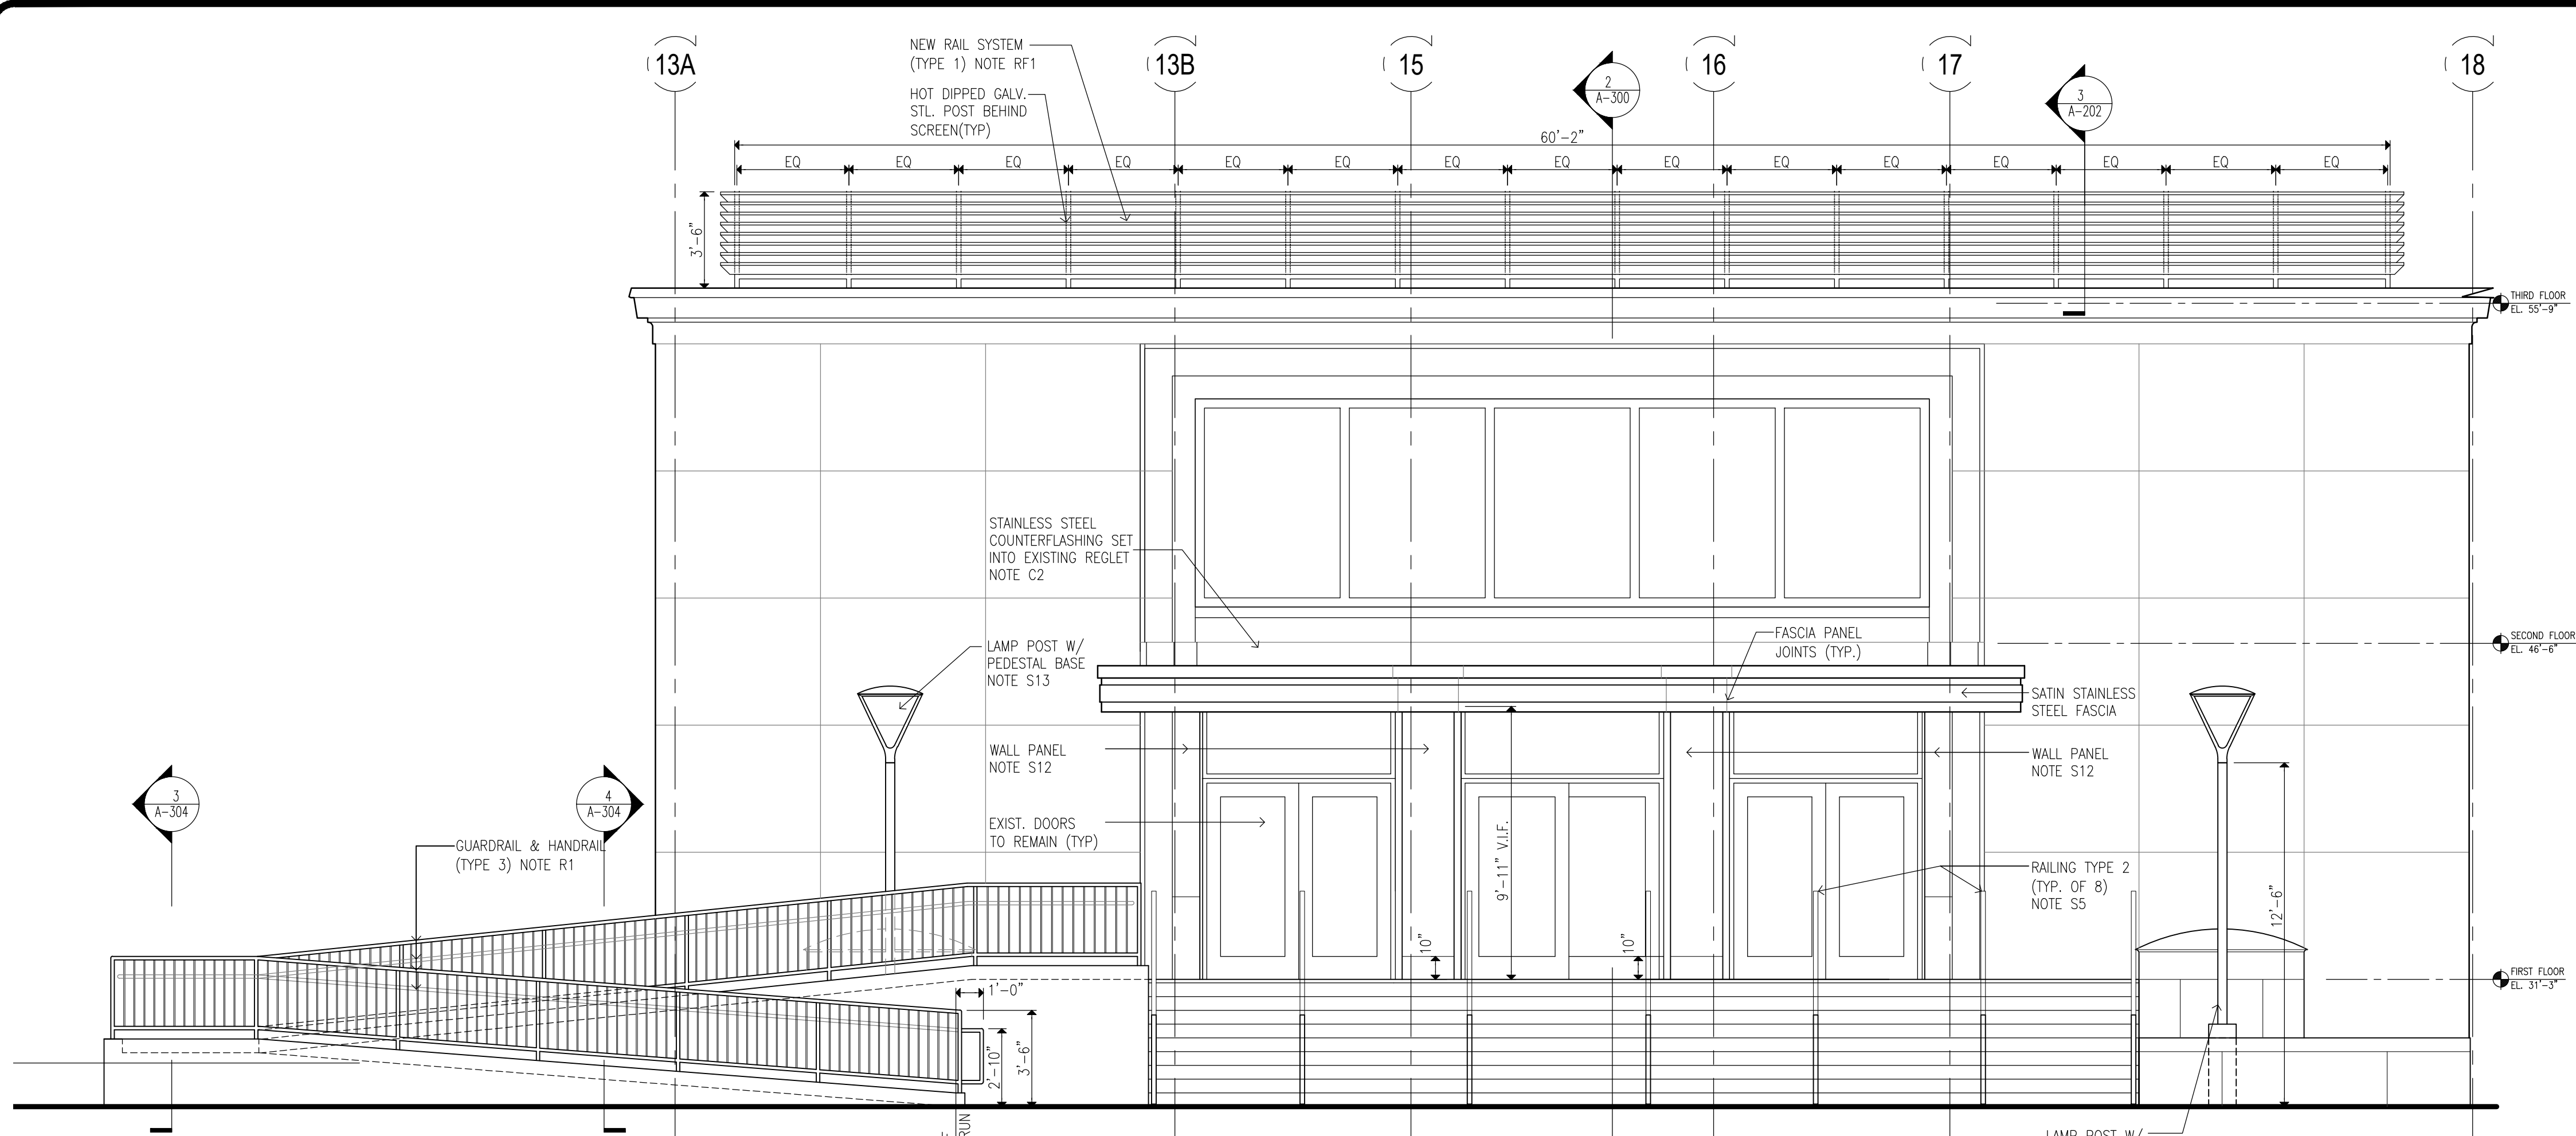 13A
13B
15
16
17
18
NEW RAIL SYSTEM
(TYPE 1) NOTE RF1
HOT DIPPED GALV.
STL. POST BEHIND
SCREEN(TYP)
2
A-300
3
A-202
60'-2"
EQ EQ EQ EQ EQ EQ EQ EQ EQ EQ EQ EQ EQ EQ EQ
3'-6"
THIRD FLOOR
EL. 55'-9"
STAINLESS STEEL
COUNTERFLASHING SET
INTO EXISTING REGLET
NOTE C2
LAMP POST W/
PEDESTAL BASE
NOTE S13
FASCIA PANEL
JOINTS (TYP.)
SECOND FLOOR
EL. 46'-6"
SATIN STAINLESS
STEEL FASCIA
WALL PANEL
NOTE S12
WALL PANEL
NOTE S12
3
A-304
4
A-304
EXIST. DOORS
TO REMAIN (TYP)
GUARDRAIL & HANDRAIL
(TYPE 3) NOTE R1
9'-11" V.I.F.
RAILING TYPE 2
(TYP. OF 8)
NOTE S5
12'-6"
10"
10"
FIRST FLOOR
EL. 31'-3"
1'-0"
2'-10"
3'-6"
RUN
LAMP POST W/